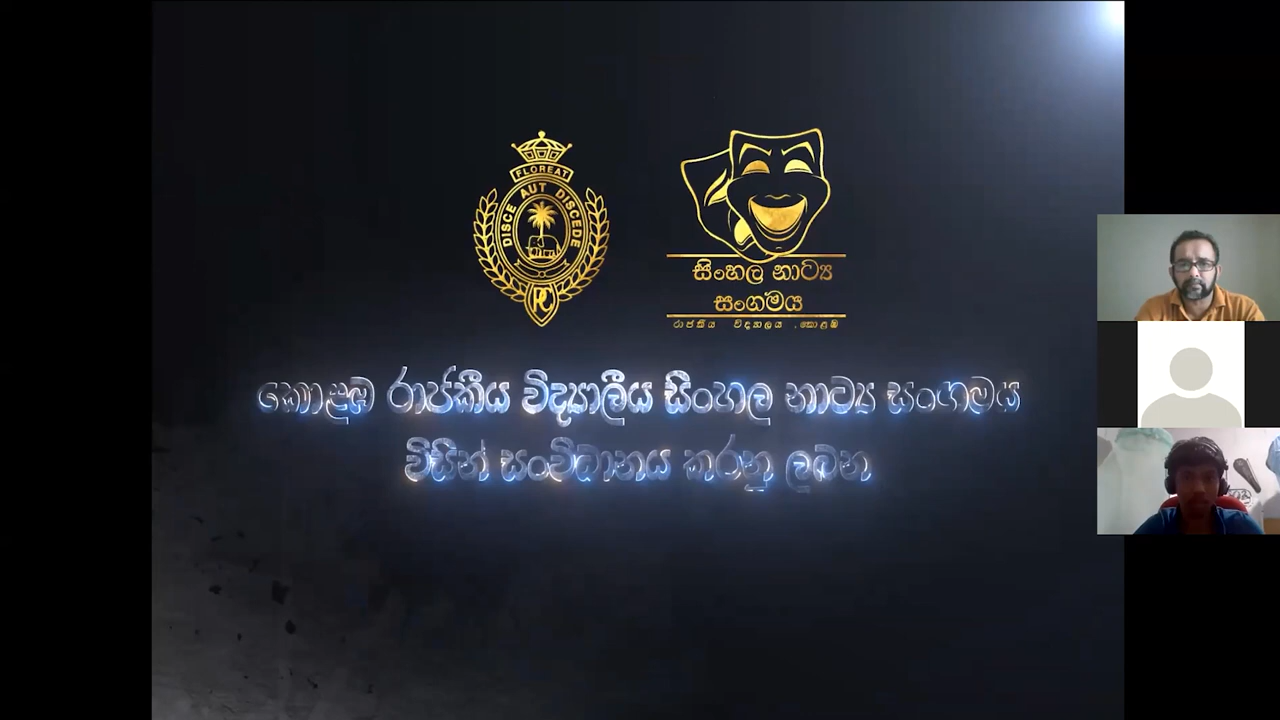 FLOREAT
DISCE AUT DISCEDE
RC
සිංහල නාට්‍ය
සංගමය
රාජකීය විද්‍යාලය . කොළඹ
කොළඹ රාජකීය විද්‍යාලීය සිංහල නාට්‍ය සංගමය
විසින් සංවිධානය කරනු ලබන